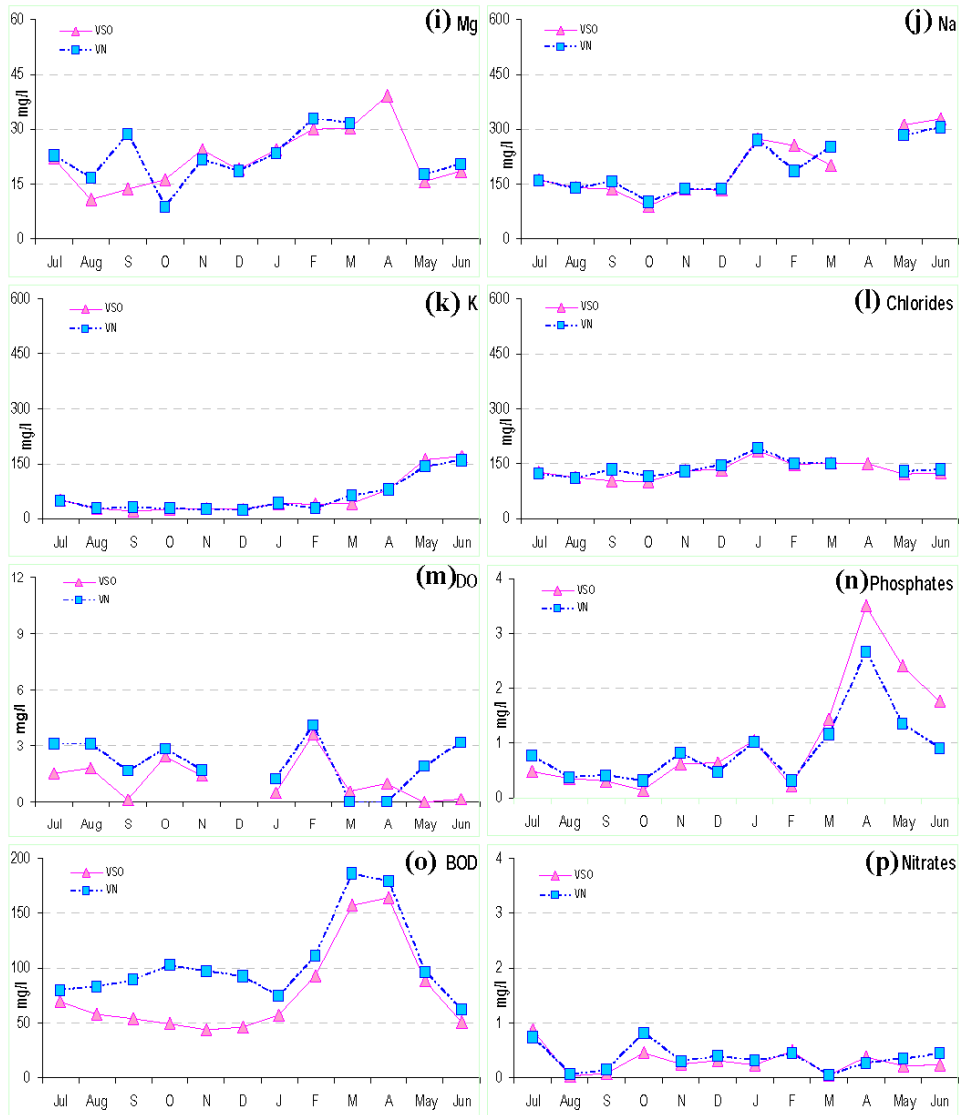 (i) Mg
VSO
VN
60
45
30
15
0
mg/l
Jul Aug S O N D J F M A May Jun
(j) Na
VSO
VN
600
450
300
150
0
mg/l
Jul Aug S O N D J F M A May Jun
(k) K
VSO
VN
600
450
300
150
0
mg/l
Jul Aug S O N D J F M A May Jun
(l) Chlorides
VSO
VN
600
450
300
150
0
mg/l
Jul Aug S O N D J F M A May Jun
(m) DO
VSO
VN
12
9
6
3
0
mg/l
Jul Aug S O N D J F M A May Jun
(n) Phosphates
VSO
VN
4
3
2
1
0
mg/l
Jul Aug S O N D J F M A May Jun
(o) BOD
VSO
VN
200
150
100
50
0
mg/l
Jul Aug S O N D J F M A May Jun
(p) Nitrates
VSO
VN
4
3
2
1
0
mg/l
Jul Aug S O N D J F M A May Jun